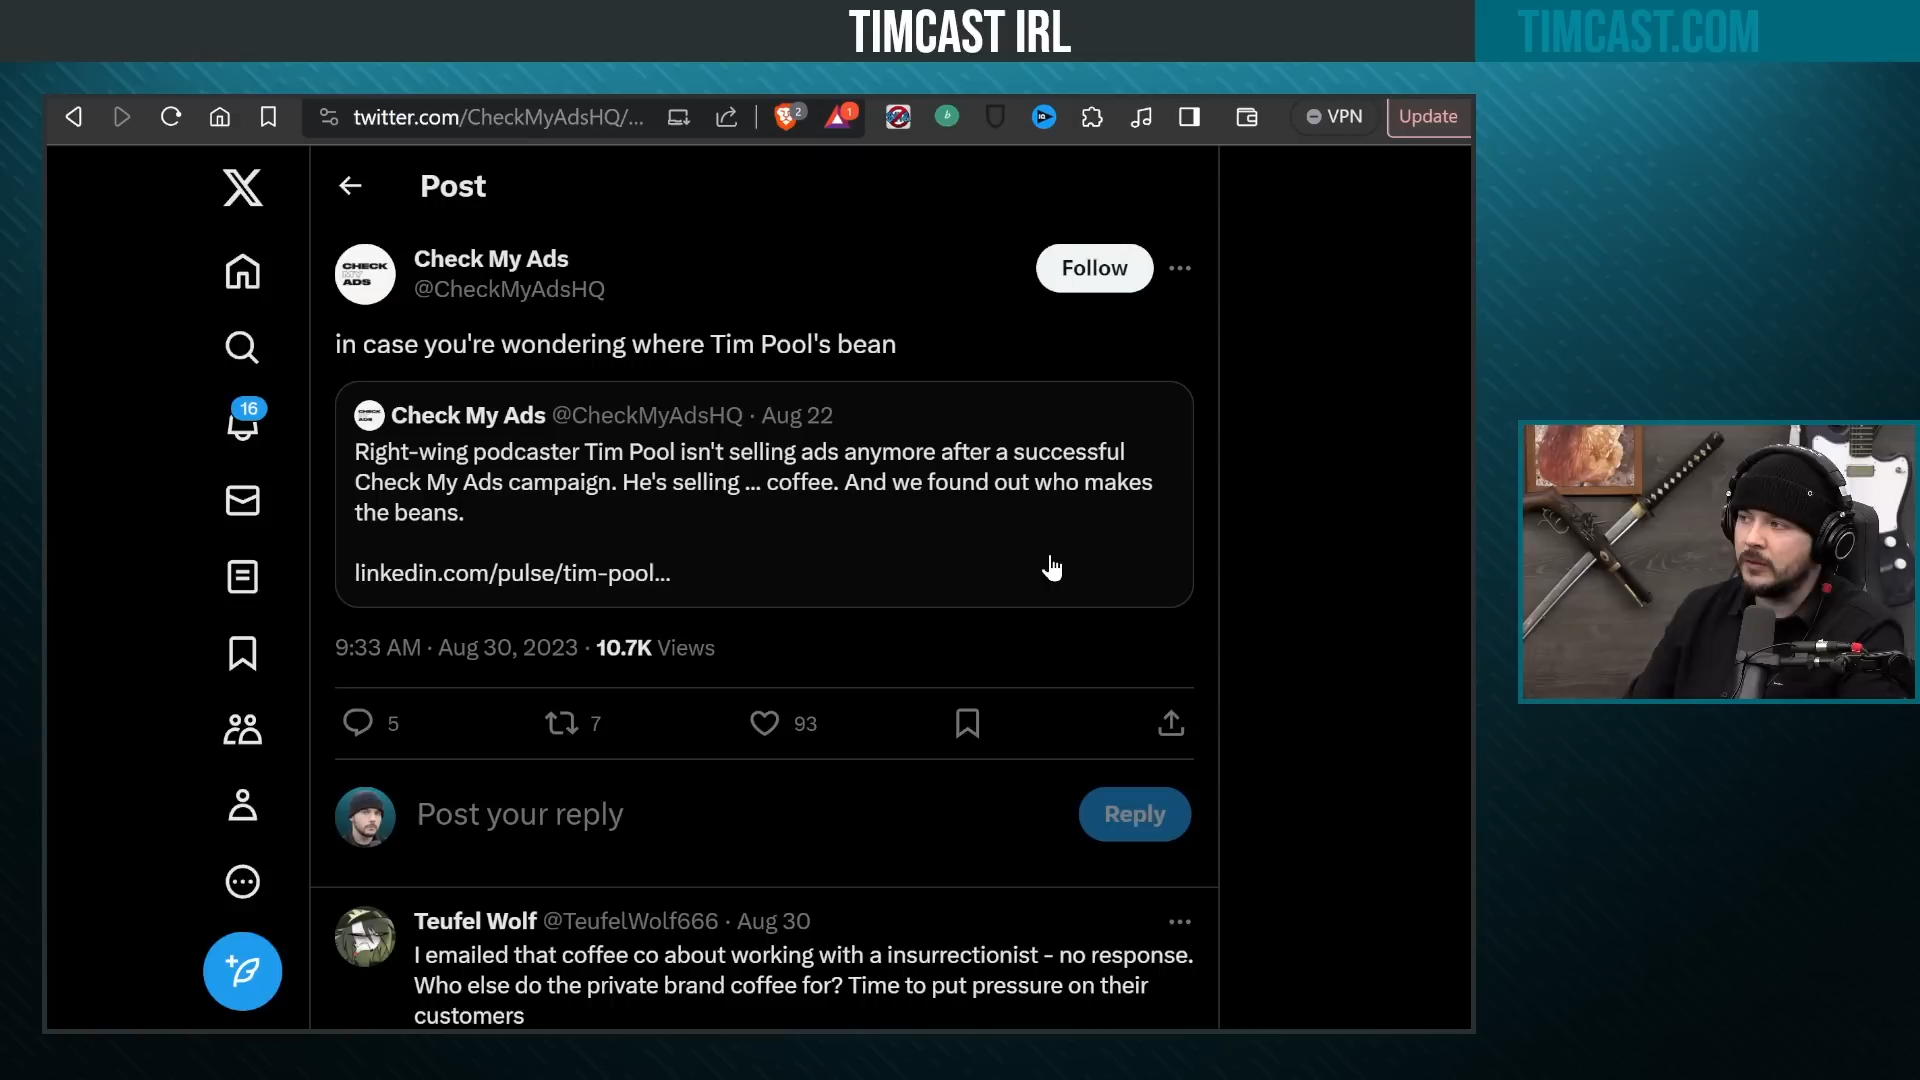 TIMCAST IRL
TIMCAST.COM
twitter.com/CheckMyAdsHQ/...
2
1
b
VPN
Update
Post
CHECK
MY
ADS
Check My Ads
@CheckMyAdsHQ
Follow
in case you're wondering where Tim Pool's bean
Check My Ads @CheckMyAdsHQ · Aug 22
Right-wing podcaster Tim Pool isn't selling ads anymore after a successful
Check My Ads campaign. He's selling ... coffee. And we found out who makes
the beans.
linkedin.com/pulse/tim-pool...
16
9:33 AM · Aug 30, 2023 · 10.7K Views
5
7
93
Post your reply
Reply
Teufel Wolf @TeufelWolf666 · Aug 30
I emailed that coffee co about working with a insurrectionist - no response.
Who else do the private brand coffee for? Time to put pressure on their
customers